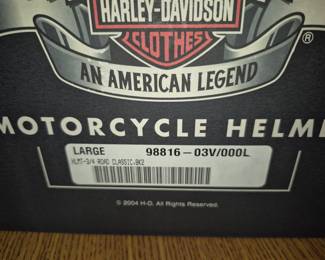 HARLEY-DAVIDSON
CLOTHES
®
AN AMERICAN LEGEND
MOTORCYCLE HELME
LARGE 98816-03V/000L
HLMT-3/4 ROAD CLASSIC,BK2
© 2004 H-D. All Rights Reserved.